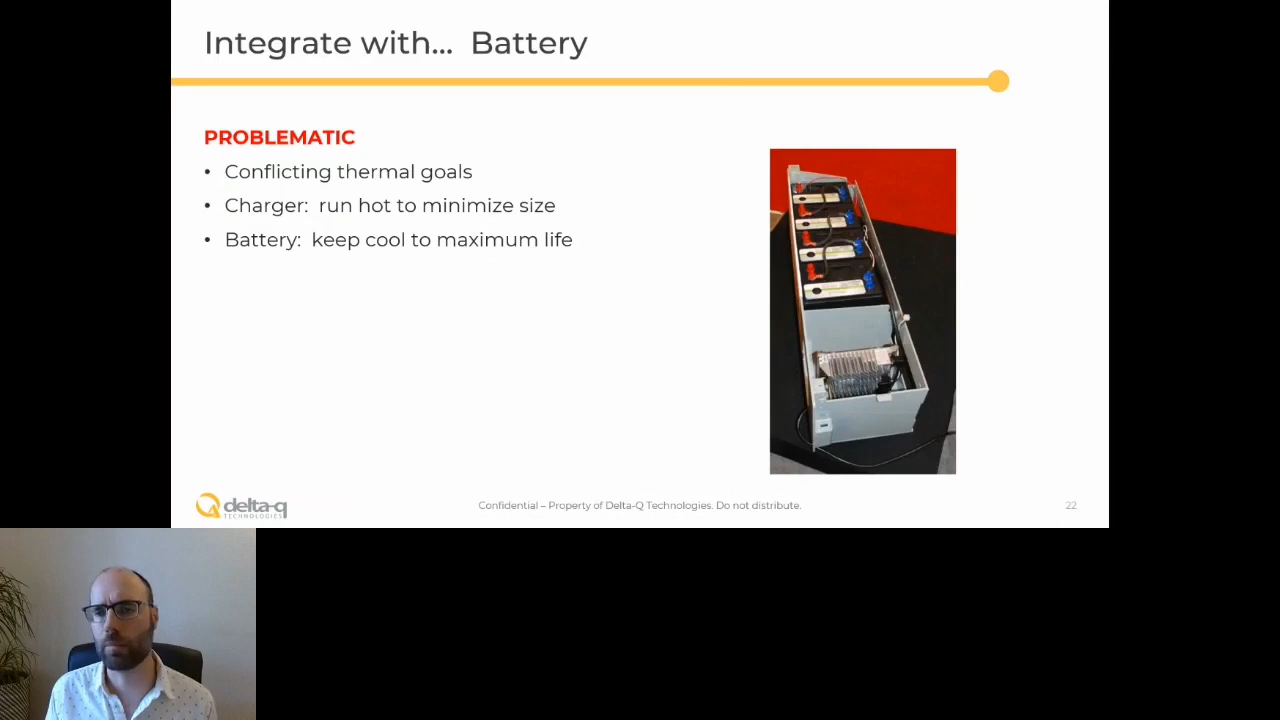 Integrate with... Battery
PROBLEMATIC
• Conflicting thermal goals
• Charger: run hot to minimize size
• Battery: keep cool to maximum life
delta-q
TECHNOLOGIES
Confidential – Property of Delta-Q Technologies. Do not distribute.
22